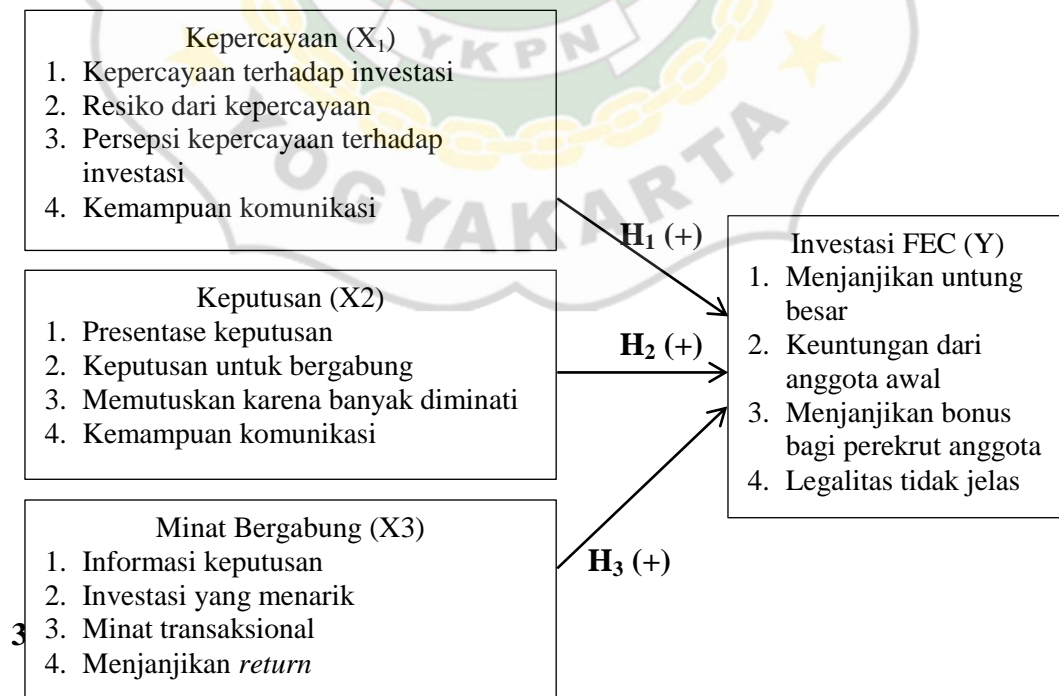 YKPN
YOGYAKARTA
Kepercayaan (X₁)
1. Kepercayaan terhadap investasi
2. Resiko dari kepercayaan
3. Persepsi kepercayaan terhadap
investasi
4. Kemampuan komunikasi
H₁ (+)
Keputusan (X2)
1. Presentase keputusan
2. Keputusan untuk bergabung
3. Memutuskan karena banyak diminati
4. Kemampuan komunikasi
H₂ (+)
Minat Bergabung (X3)
1. Informasi keputusan
2. Investasi yang menarik
3. Minat transaksional
4. Menjanjikan return
H₃ (+)
3
Investasi FEC (Y)
1. Menjanjikan untung
besar
2. Keuntungan dari
anggota awal
3. Menjanjikan bonus
bagi perekrut anggota
4. Legalitas tidak jelas